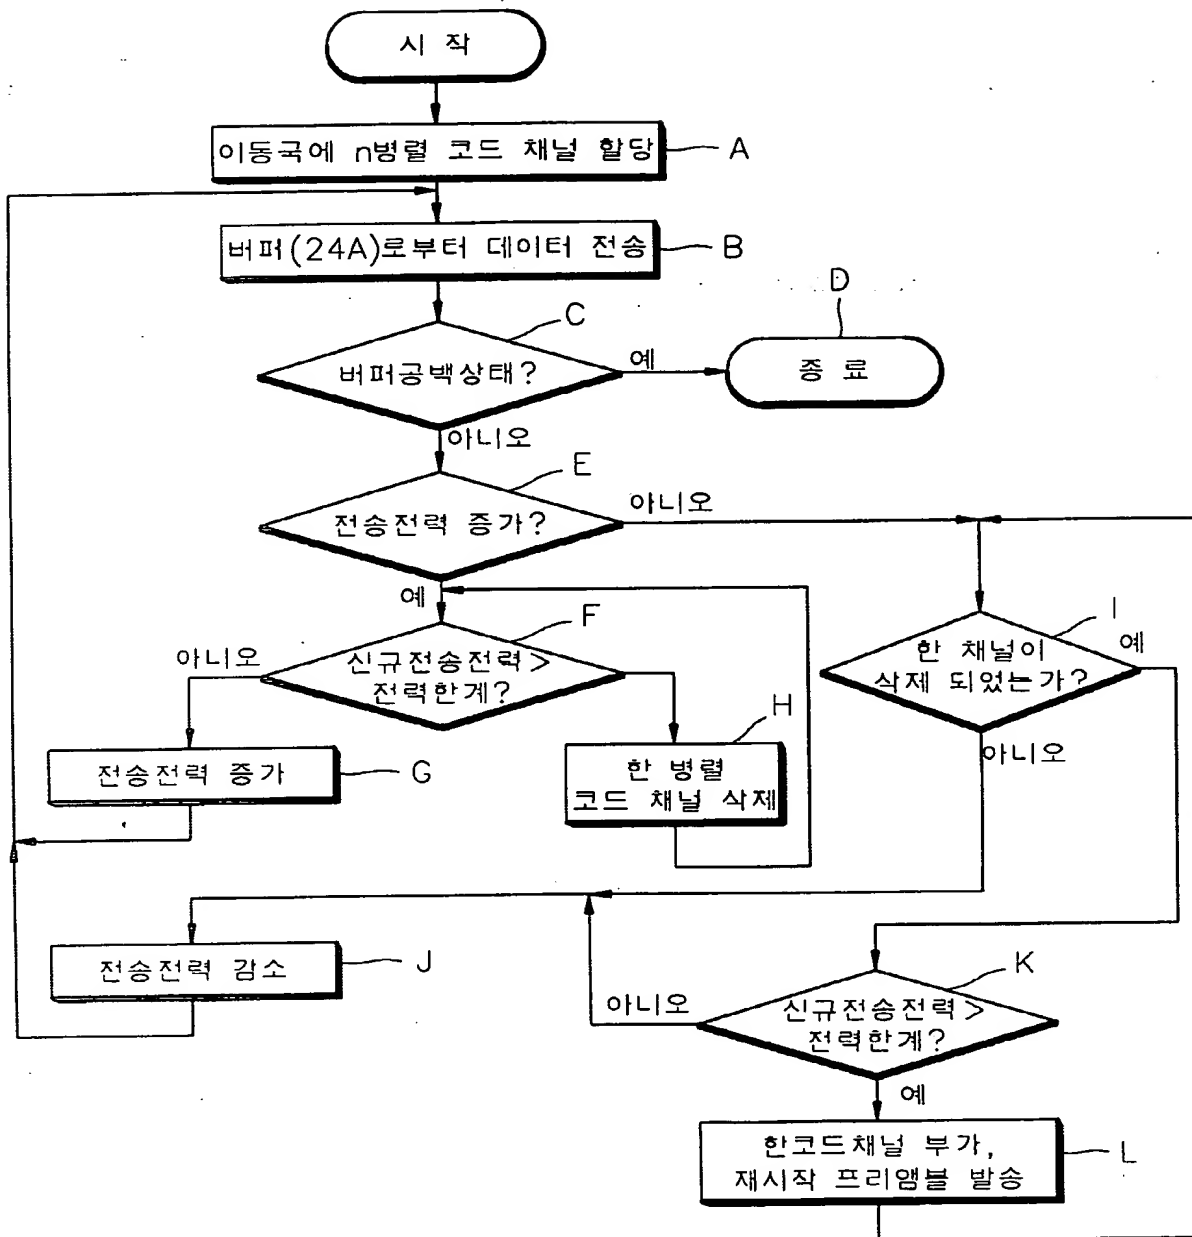 시 작
이동국에 n병렬 코드 채널 할당
A
버퍼(24A)로부터 데이터 전송
B
C
D
버퍼공백상태?
예
종 료
아니오
E
전송전력 증가?
아니오
예
F
아니오
신규전송전력>
전력한계?
I
한 채널이
삭제 되었는가?
예
H
전송전력 증가
G
한 병렬
코드 채널 삭제
아니오
전송전력 감소
J
K
아니오
신규전송전력>
전력한계?
예
한코드채널 부가,
재시작 프리앰블 발송
L